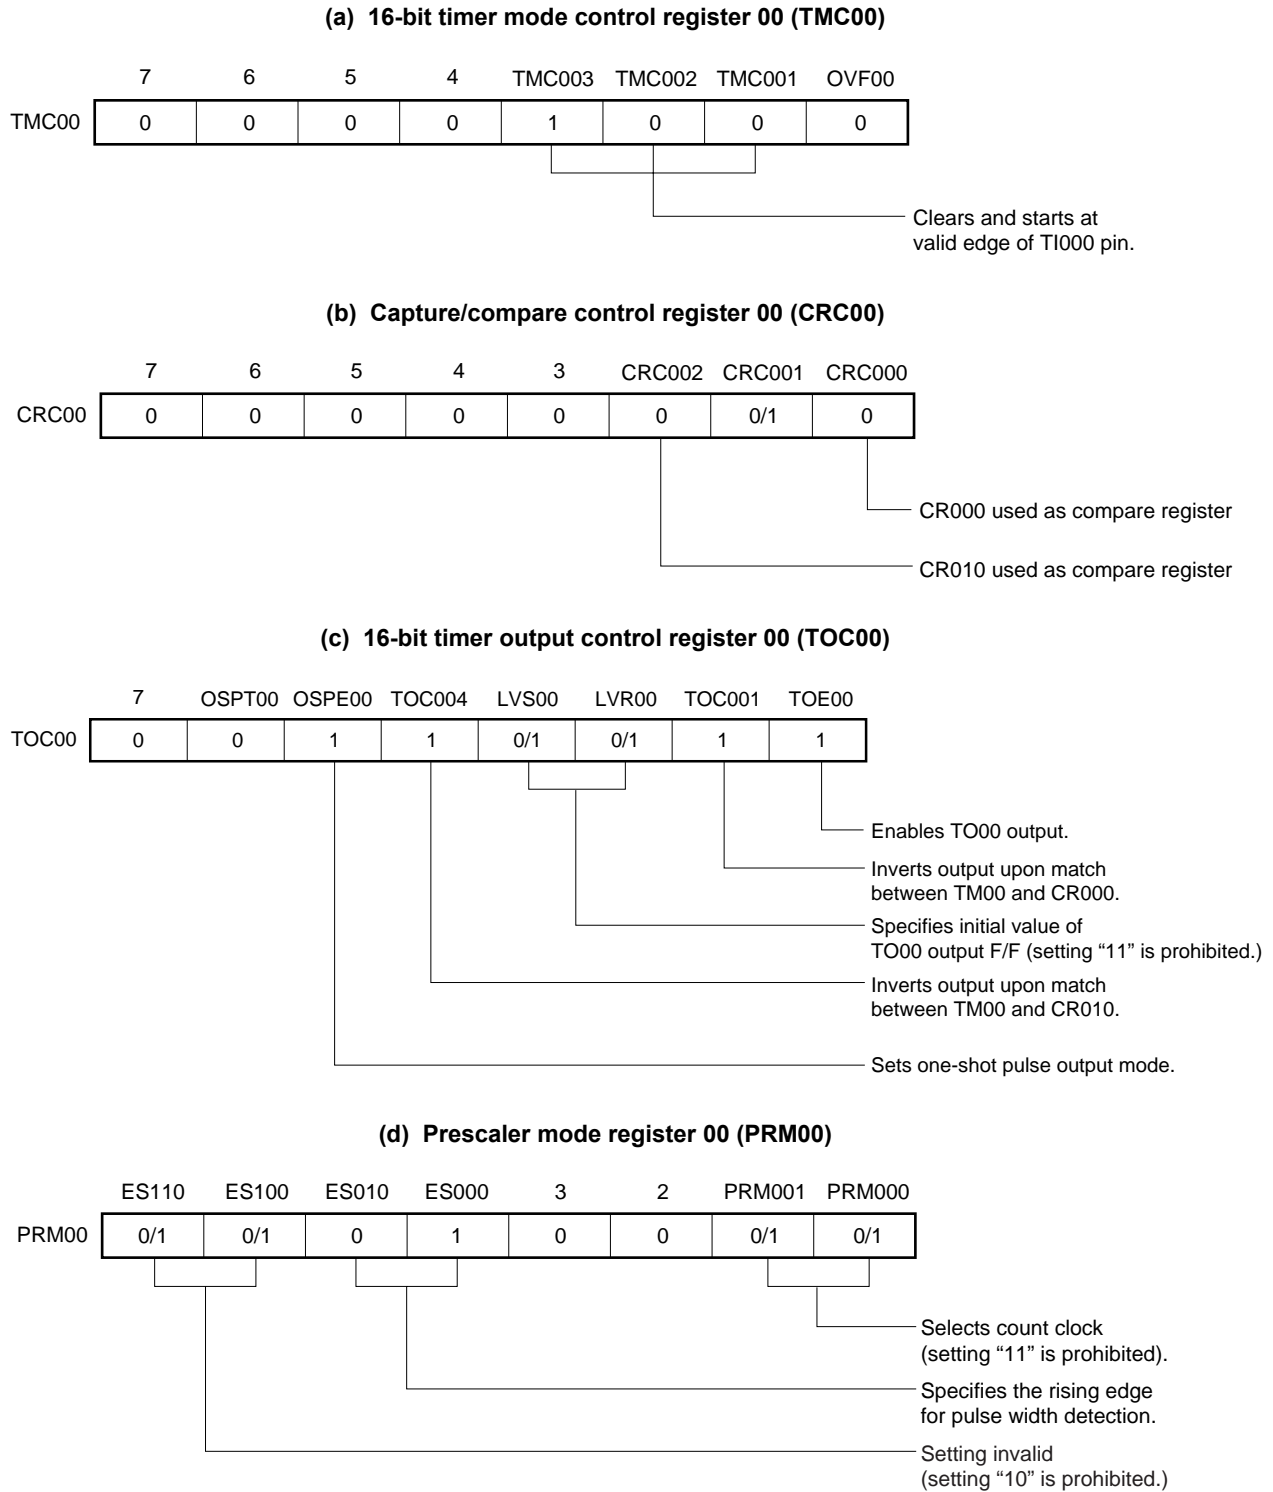 (a) 16-bit timer mode control register 00 (TMC00)
7 6 5 4 TMC003 TMC002 TMC001 OVF00
TMC00 0 0 0 0 1 0 0 0
Clears and starts at
valid edge of TI000 pin.
(b) Capture/compare control register 00 (CRC00)
7 6 5 4 3 CRC002 CRC001 CRC000
CRC00 0 0 0 0 0 0 0/1 0
CR000 used as compare register
CR010 used as compare register
(c) 16-bit timer output control register 00 (TOC00)
7 OSPT00 OSPE00 TOC004 LVS00 LVR00 TOC001 TOE00
TOC00 0 0 1 1 0/1 0/1 1 1
Enables TO00 output.
Inverts output upon match
between TM00 and CR000.
Specifies initial value of
TO00 output F/F (setting “11” is prohibited.)
Inverts output upon match
between TM00 and CR010.
Sets one-shot pulse output mode.
(d) Prescaler mode register 00 (PRM00)
ES110 ES100 ES010 ES000 3 2 PRM001 PRM000
PRM00 0/1 0/1 0 1 0 0 0/1 0/1
Selects count clock
(setting “11” is prohibited).
Specifies the rising edge
for pulse width detection.
Setting invalid
(setting “10” is prohibited.)